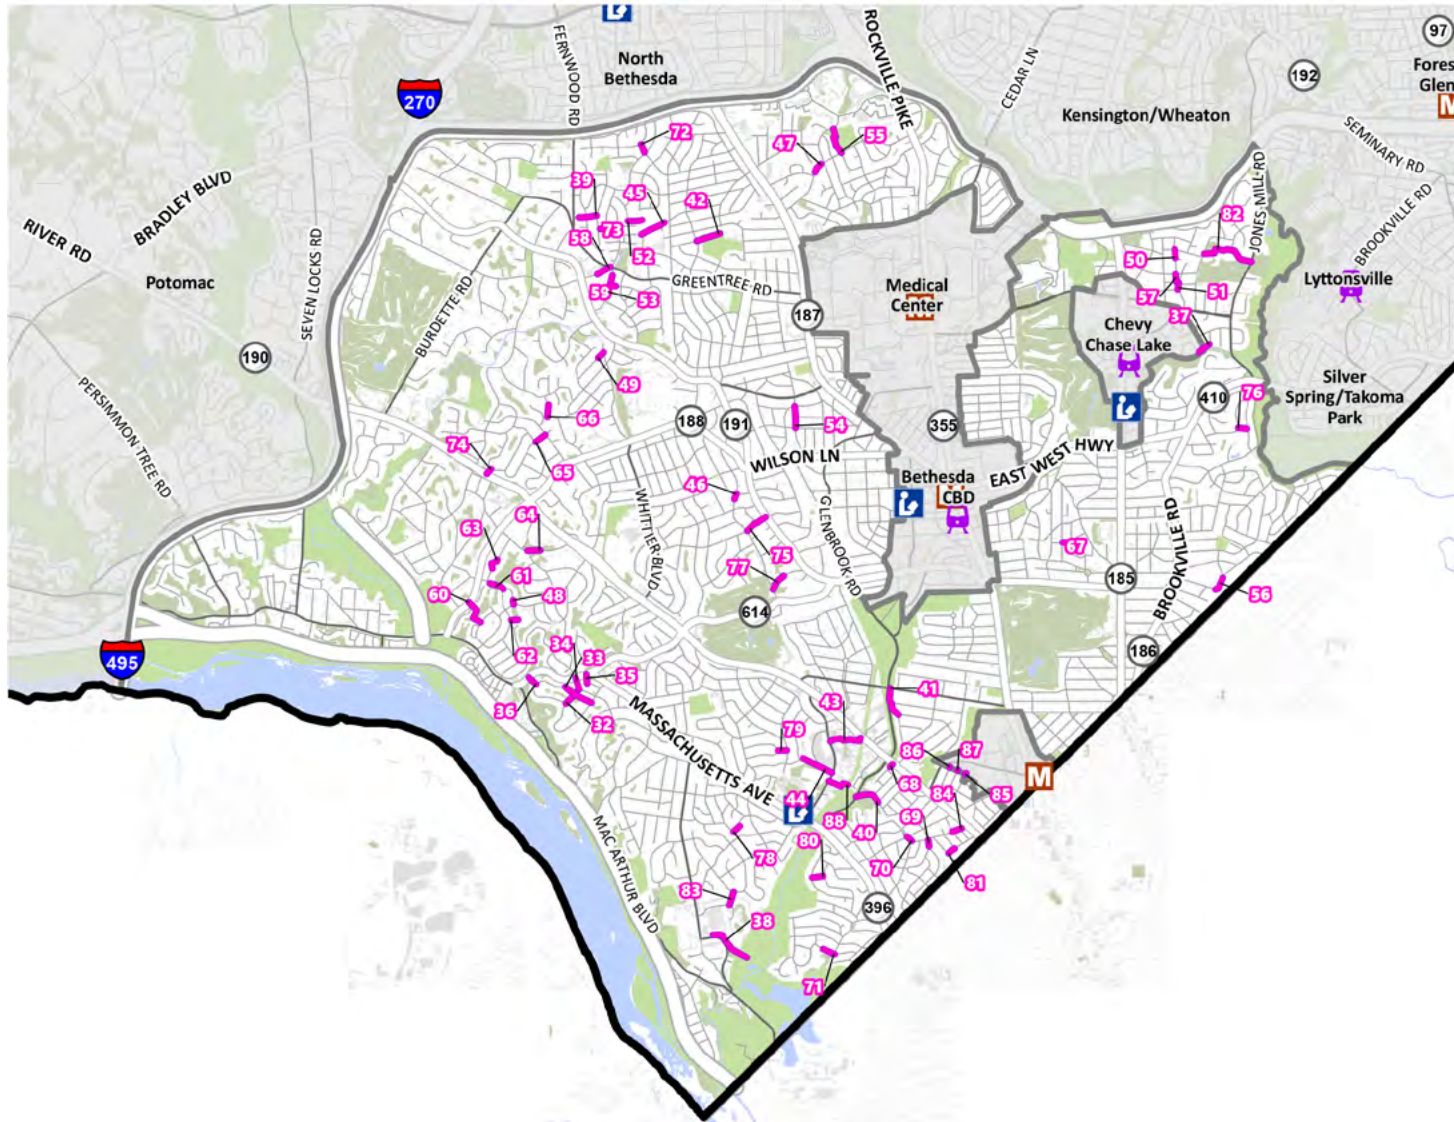 FERNWOOD RD
North
Bethesda
ROCKVILLE PIKE
CEDAR LN
97
Fores
Glen
M
192
Kensington/Wheaton
SEMINARY RD
270
72
47
55
BRADLEY BLVD
RIVER RD
39
45
42
JONES MILL RD
82
BROOKVILLE RD
SEVEN LOCKS RD
58
73
52
50
Potomac
BURDETTE RD
59
53
GREENTREE RD
Medical
Center
57
51
Lyttonsville
187
37
Chevy
Chase Lake
190
49
PERSIMMON TREE RD
66
188
191
54
355
410
76
Silver
Spring/Takoma
Park
74
65
WILSON LN
EAST WEST HWY
46
WHITTIER BLVD
GLENBROOK RD
Bethesda
CBD
BROOKVILLE RD
64
63
75
67
61
77
185
60
48
614
56
495
62
34
33
35
186
36
32
MASSACHUSETTS AVE
43
41
79
86
87
44
88
68
85
MAC ARTHUR BLVD
40
84
69
78
80
70
81
83
396
38
71
M